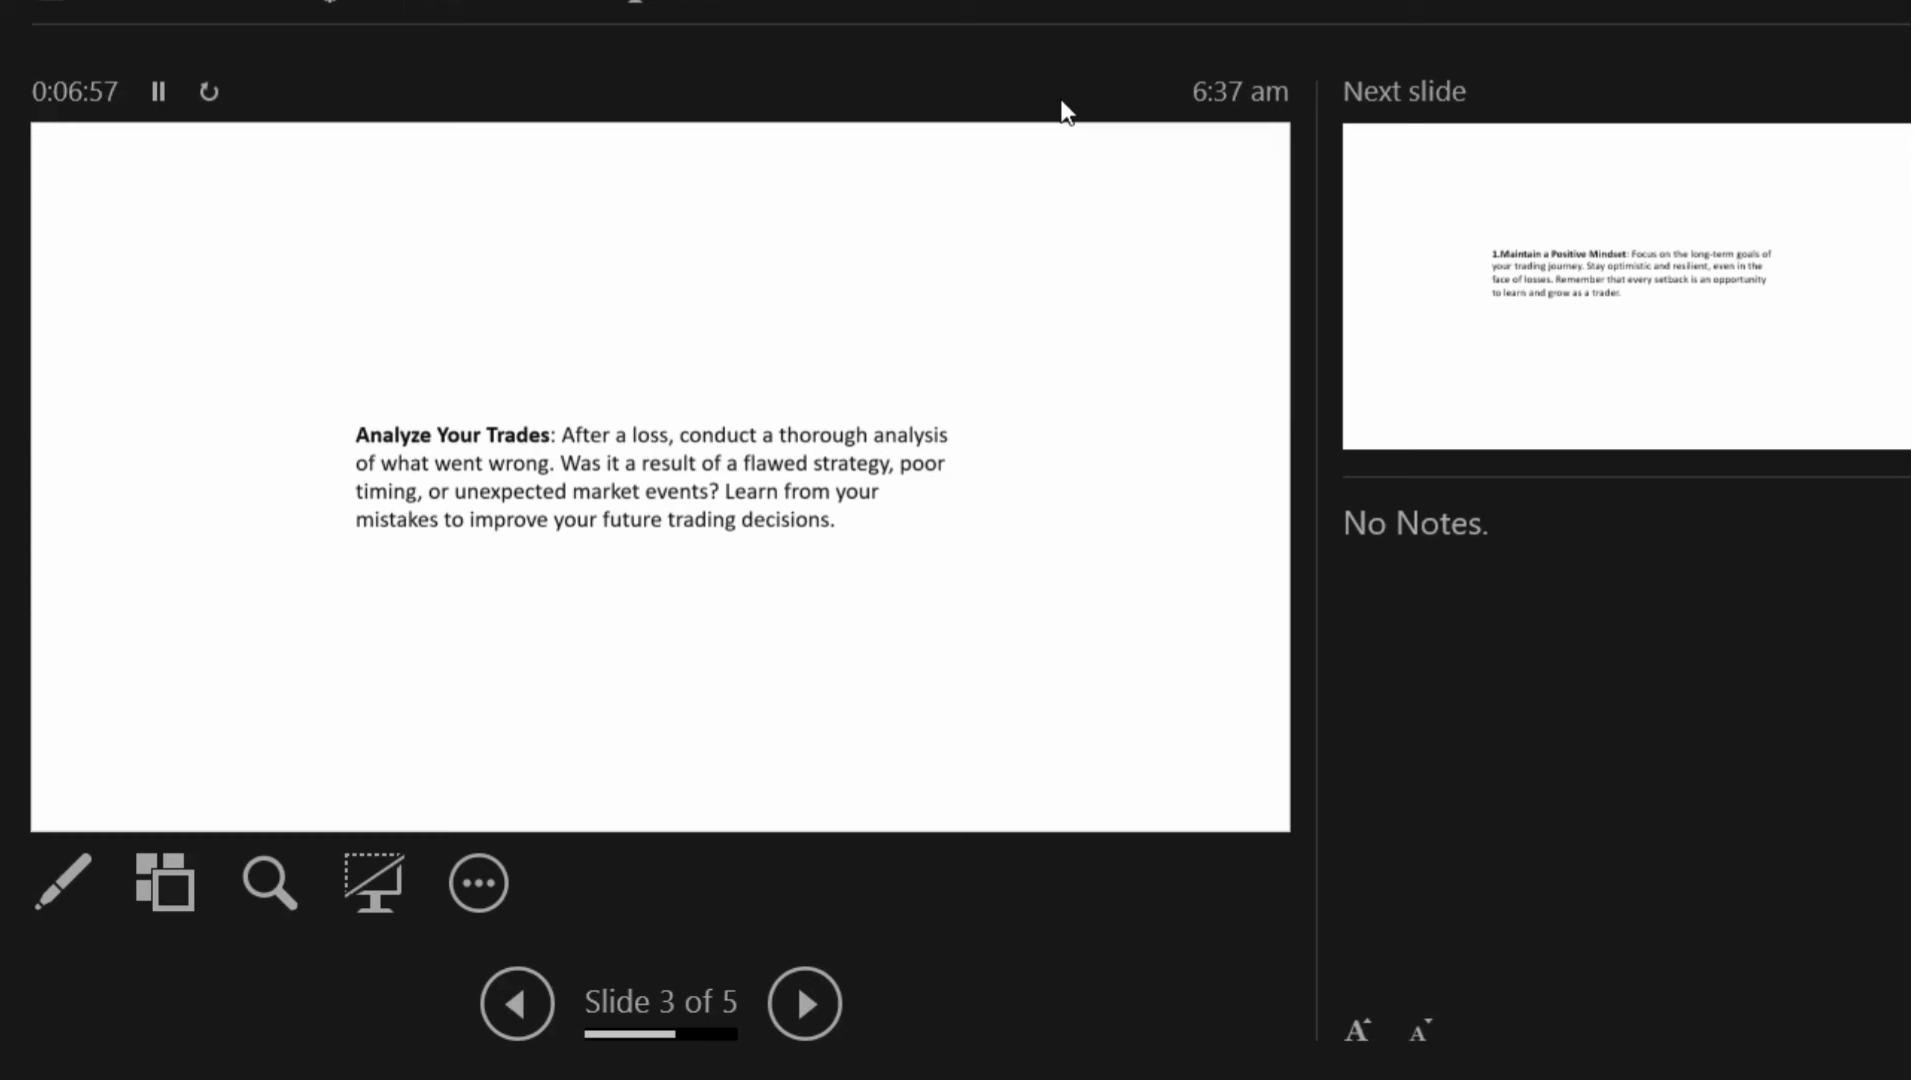 0:06:57
6:37 am
Next slide
Analyze Your Trades: After a loss, conduct a thorough analysis
of what went wrong. Was it a result of a flawed strategy, poor
timing, or unexpected market events? Learn from your
mistakes to improve your future trading decisions.
1.Maintain a Positive Mindset: Focus on the long-term goals of
your trading journey. Stay optimistic and resilient, even in the
face of losses. Remember that every setback is an opportunity
to learn and grow as a trader.
No Notes.
Slide 3 of 5
A A